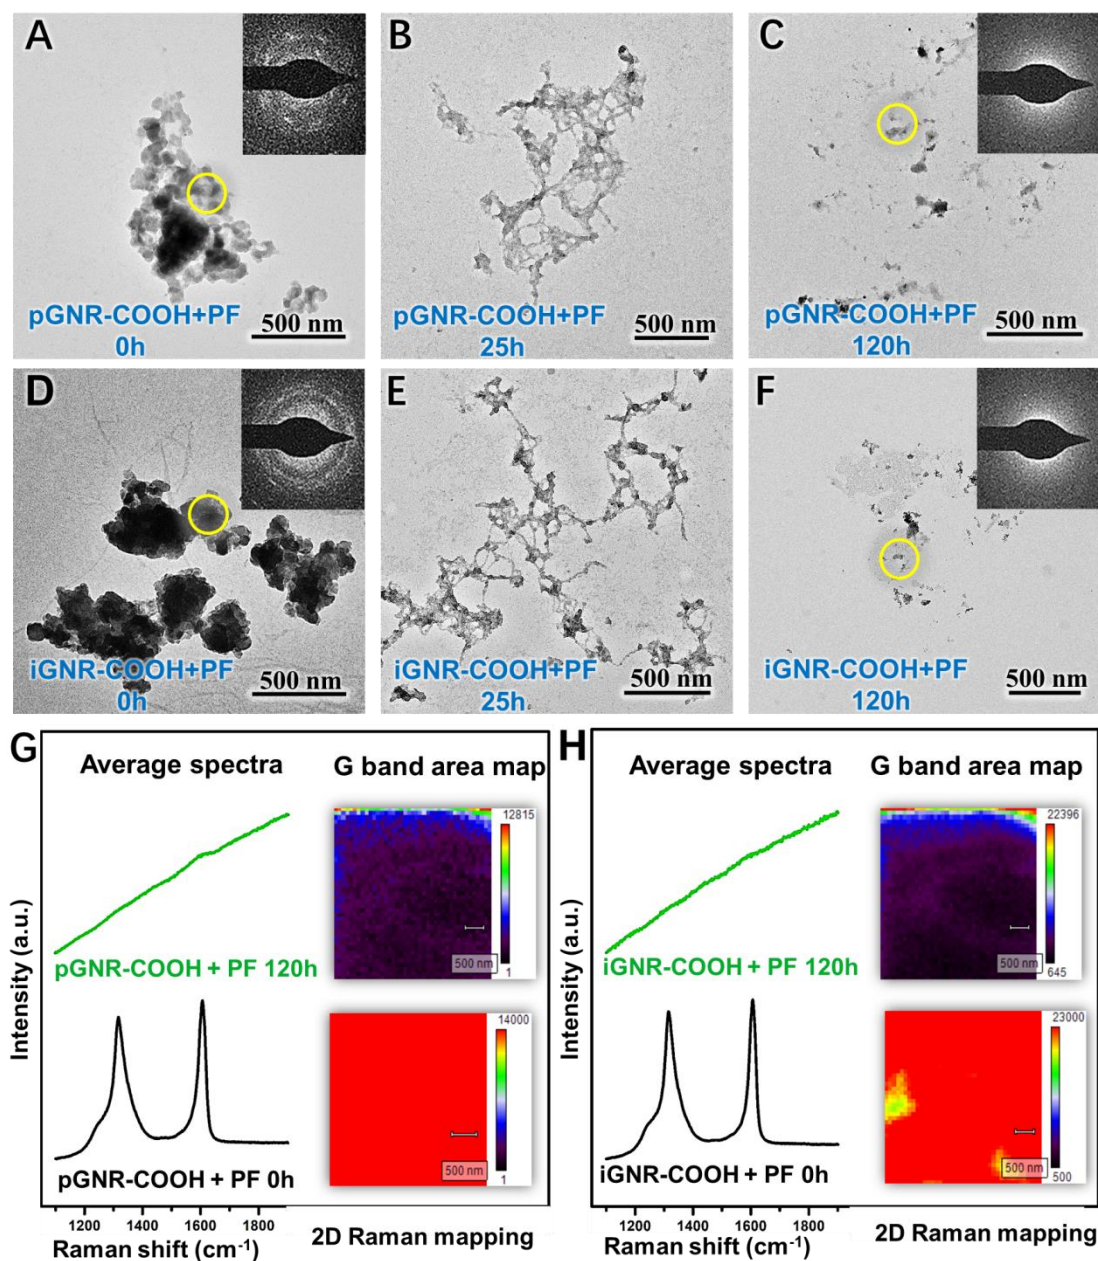 A
pGNR-COOH+PF
0h
500 nm
B
pGNR-COOH+PF
25h
500 nm
C
pGNR-COOH+PF
120h
500 nm
D
iGNR-COOH+PF
0h
500 nm
E
iGNR-COOH+PF
25h
500 nm
F
iGNR-COOH+PF
120h
500 nm
G
Average spectra
G band area map
12815
500 nm
1
pGNR-COOH + PF 120h
14000
500 nm
1
pGNR-COOH + PF 0h
Intensity (a.u.)
1200 1400 1600 1800
Raman shift (cm⁻¹)
2D Raman mapping
H
Average spectra
G band area map
22396
500 nm
645
iGNR-COOH + PF 120h
23000
500 nm
500
iGNR-COOH + PF 0h
Intensity (a.u.)
1200 1400 1600 1800
Raman shift (cm⁻¹)
2D Raman mapping